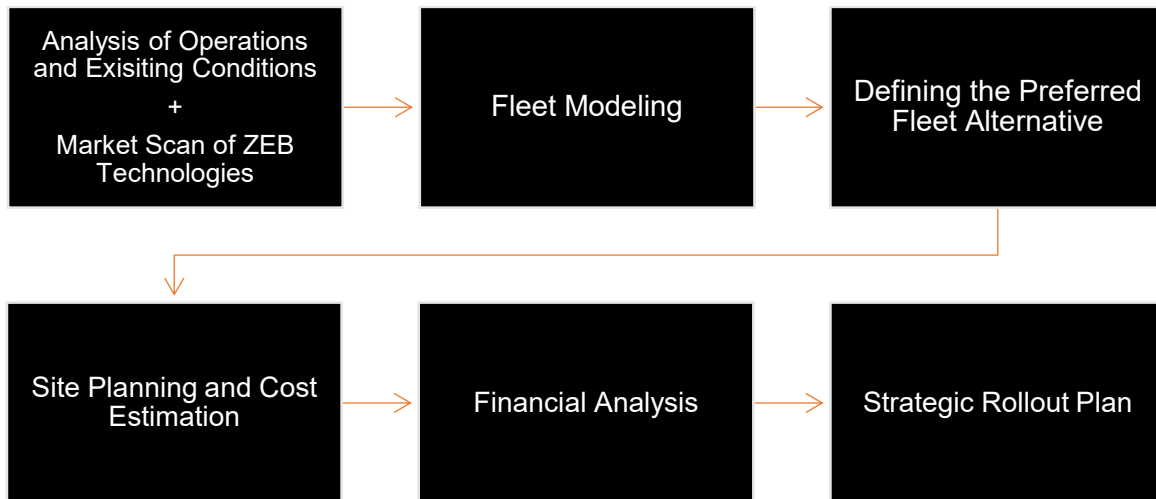 Analysis of Operations
and Exisiting Conditions
+
Market Scan of ZEB
Technologies
Fleet Modeling
Defining the Preferred
Fleet Alternative
Site Planning and Cost
Estimation
Financial Analysis
Strategic Rollout Plan